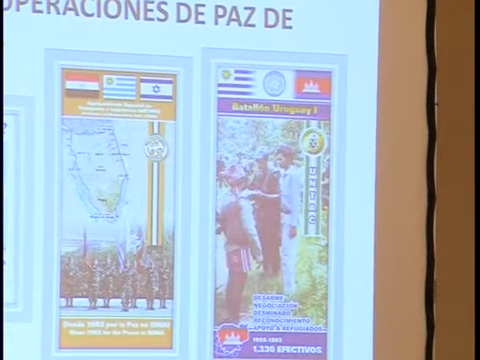 OPERACIONES DE PAZ DE
Batallón Uruguay I
UNTAC
Desde 1982 por la Paz en SINAI
Since 1982 for the Peace in SINAI
DESARME
NEGOCIACIÓN
DESMINADO
RECONOCIMIENTO
APOYO A REFUGIADOS
1992-1993
1.330 EFECTIVOS